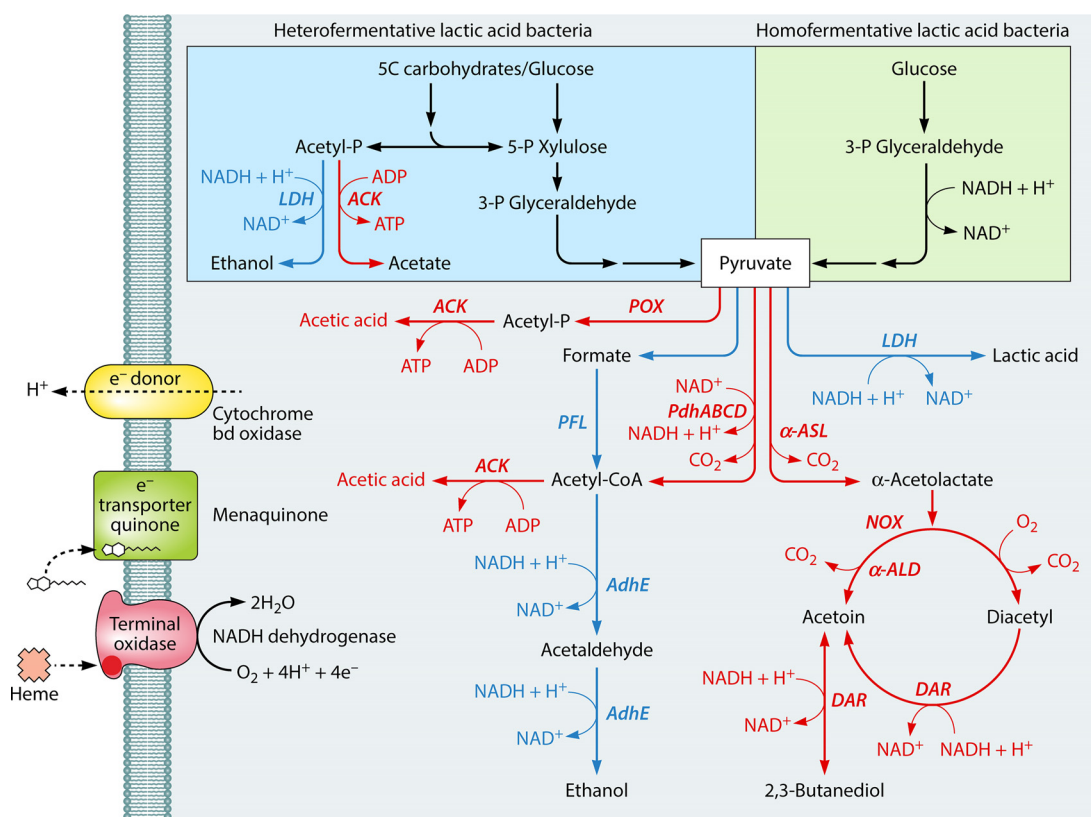 Heterofermentative lactic acid bacteria
Homofermentative lactic acid bacteria
5C carbohydrates/Glucose
Glucose
Acetyl-P
5-P Xylulose
3-P Glyceraldehyde
NADH + H⁺
LDH
NAD⁺
ADP
ACK
ATP
3-P Glyceraldehyde
NADH + H⁺
NAD⁺
Ethanol
Acetate
Pyruvate
Acetic acid
ACK
Acetyl-P
POX
ATP
ADP
Formate
LDH
Lactic acid
NADH + H⁺
NAD⁺
H⁺
e⁻ donor
Cytochrome
bd oxidase
PFL
NAD⁺
PdhABCD
NADH + H⁺
CO₂
α-ASL
CO₂
Acetic acid
ACK
Acetyl-CoA
ATP
ADP
α-Acetolactate
e⁻
transporter
quinone
Menaquinone
NOX
O₂
CO₂
α-ALD
CO₂
NADH + H⁺
AdhE
NAD⁺
Acetoin
Diacetyl
Terminal
oxidase
2H₂O
NADH dehydrogenase
O₂ + 4H⁺ + 4e⁻
Heme
Acetaldehyde
NADH + H⁺
AdhE
NAD⁺
NADH + H⁺
DAR
NAD⁺
DAR
NAD⁺
NADH + H⁺
Ethanol
2,3-Butanediol